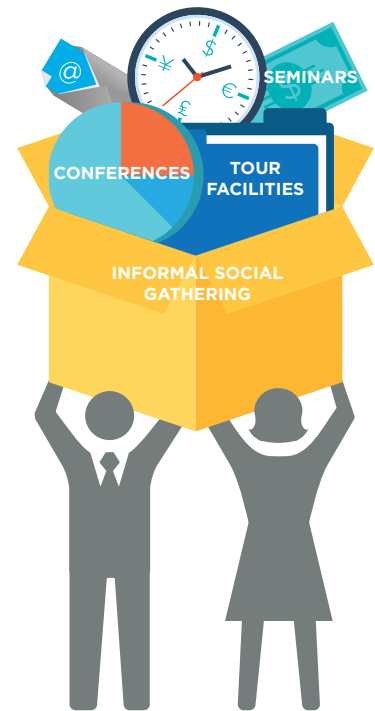 $
¥
€
£
@
$
SEMINARS
CONFERENCES
TOUR
FACILITIES
INFORMAL SOCIAL
GATHERING